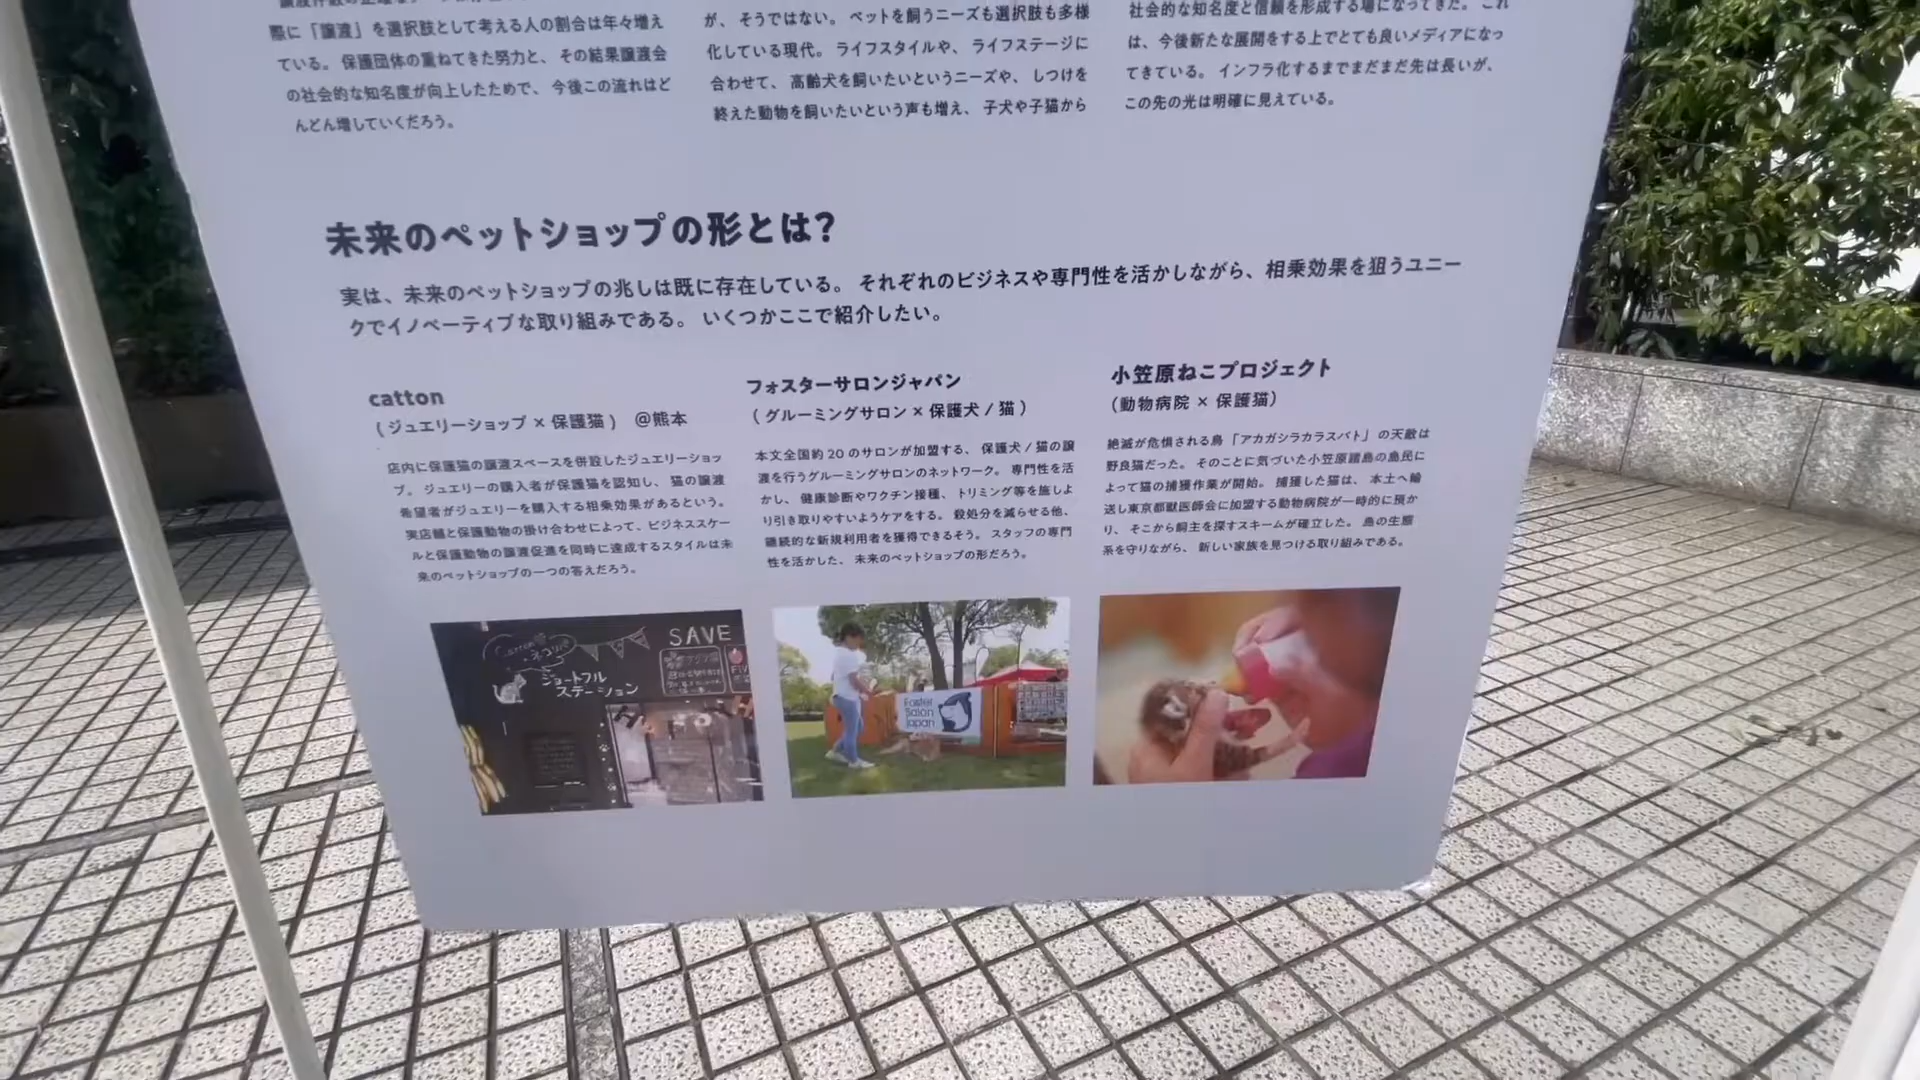 際に「譲渡」を選択肢として考える人の割合は年々増え
ている。保護団体の重ねてきた努力と、その結果譲渡会
の社会的な知名度が向上したためで、今後この流れはど
んどん増していくだろう。
が、そうではない。ペットを飼うニーズも選択肢も多様
化している現代。ライフスタイルや、ライフステージに
合わせて、高齢犬を飼いたいというニーズや、しつけを
終えた動物を飼いたいという声も増え、子犬や子猫から
社会的な知名度と信頼を形成する場になってきた。これ
は、今後新たな展開をする上でとても良いメディアになっ
てきている。インフラ化するまでまだまだ先は長いが、
この先の光は明確に見えている。
未来のペットショップの形とは?
実は、未来のペットショップの兆しは既に存在している。それぞれのビジネスや専門性を活かしながら、相乗効果を狙うユニー
クでイノベーティブな取り組みである。いくつかここで紹介したい。
catton
(ジュエリーショップ × 保護猫) @熊本
店内に保護猫の譲渡スペースを併設したジュエリーショッ
プ。ジュエリーの購入者が保護猫を認知し、猫の譲渡
希望者がジュエリーを購入する相乗効果があるという。
実店舗と保護動物の掛け合わせによって、ビジネススケー
ルと保護動物の譲渡促進を同時に達成するスタイルは未
来のペットショップの一つの答えだろう。
フォスターサロンジャパン
(グルーミングサロン × 保護犬 / 猫)
本文全国約 20 のサロンが加盟する、保護犬 / 猫の譲
渡を行うグルーミングサロンのネットワーク。専門性を活
かし、健康診断やワクチン接種、トリミング等を施しよ
り引き取りやすいようケアをする。殺処分を減らせる他、
継続的な新規利用者を獲得できるそう。スタッフの専門
性を活かした、未来のペットショップの形だろう。
小笠原ねこプロジェクト
(動物病院 × 保護猫)
絶滅が危惧される鳥「アカガシラカラスバト」の天敵は
野良猫だった。そのことに気づいた小笠原諸島の島民に
よって猫の捕獲作業が開始。捕獲した猫は、本土へ輸
送し東京都獣医師会に加盟する動物病院が一時的に預か
り、そこから飼主を探すスキームが確立した。島の生態
系を守りながら、新しい家族を見つける取り組みである。
SAVE
ジョートフル
ステーション
Foster
Salon
Japan